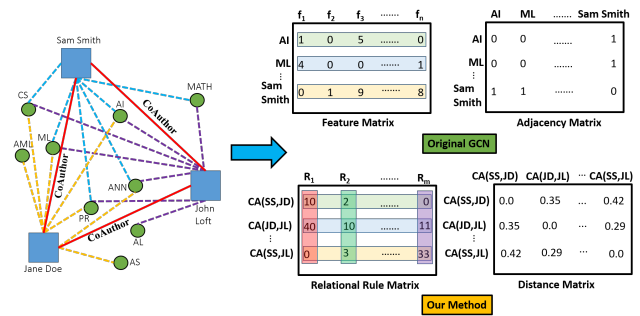 Sam Smith
CS
AI
MATH
CoAuthor
ML
AML
CoAuthor
ANN
John
Loft
PR
CoAuthor
AL
Jane Doe
AS
f1 f2 f3 ........ fn
AI 1 0 5 ....... 0
ML 4 0 0 ....... 1
⋮
Sam
Smith 0 1 9 ....... 8
Feature Matrix
AI ML ....... Sam Smith
AI 0 0 ....... 1
ML 0 0 ....... 1
⋮
Sam
Smith 1 1 ....... 0
Adjacency Matrix
Original GCN
R1 R2 ........ Rm
CA(SS,JD) 10 2 ....... 0
CA(JD,JL) 40 10 ....... 11
⋮
CA(SS,JL) 0 3 ....... 33
Relational Rule Matrix
CA(SS,JD) CA(JD,JL) ... CA(SS,JL)
CA(SS,JD) 0.0 0.35 ... 0.42
CA(JD,JL) 0.35 0.0 ... 0.29
⋮
CA(SS,JL) 0.42 0.29 ... 0.0
Distance Matrix
Our Method